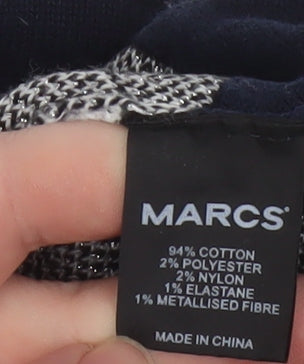 MARCS
94% COTTON
2% POLYESTER
2% NYLON
1% ELASTANE
1% METALLISED FIBRE
MADE IN CHINA